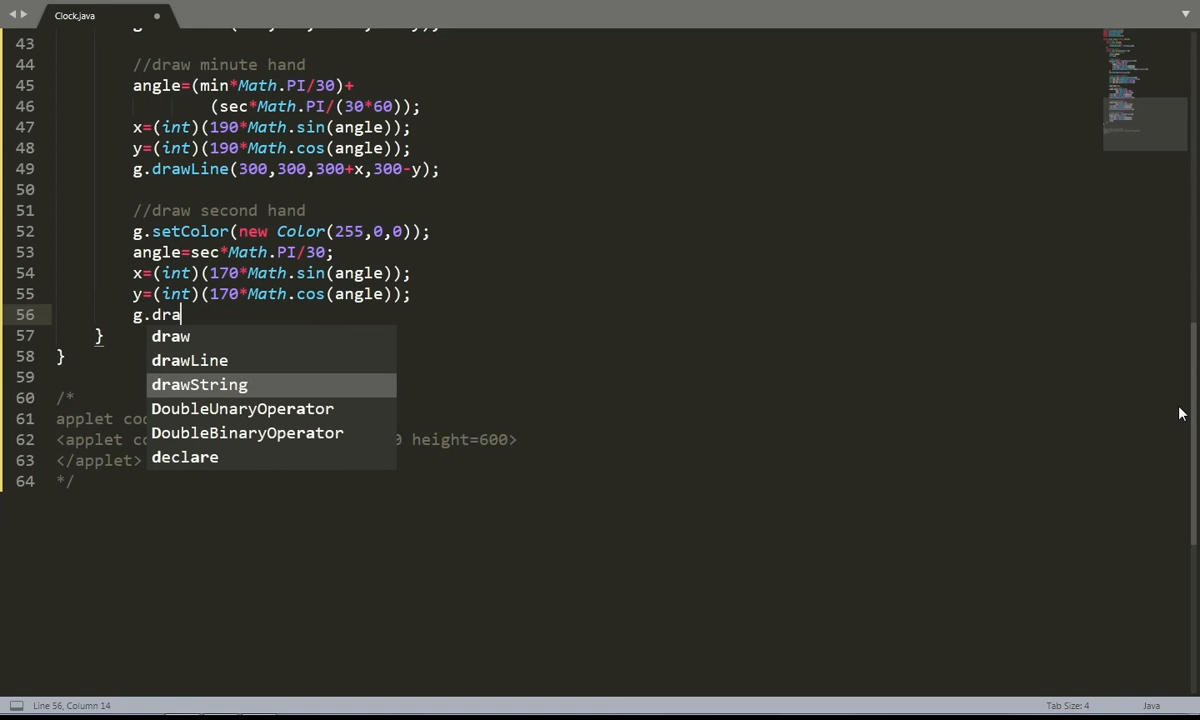 Clock.java
43
44 //draw minute hand
45 angle=(min*Math.PI/30)+
46 (sec*Math.PI/(30*60));
47 x=(int)(190*Math.sin(angle));
48 y=(int)(190*Math.cos(angle));
49 g.drawLine(300,300,300+x,300-y);
50
51 //draw second hand
52 g.setColor(new Color(255,0,0));
53 angle=sec*Math.PI/30;
54 x=(int)(170*Math.sin(angle));
55 y=(int)(170*Math.cos(angle));
56 g.dra
57 }
draw
58 }
drawLine
59
drawString
60 /*
61 applet
DoubleUnaryOperator
62 <applet height=600>
DoubleBinaryOperator
63 </applet>
declare
64 */
Line 56, Column 14
Tab Size: 4
Java